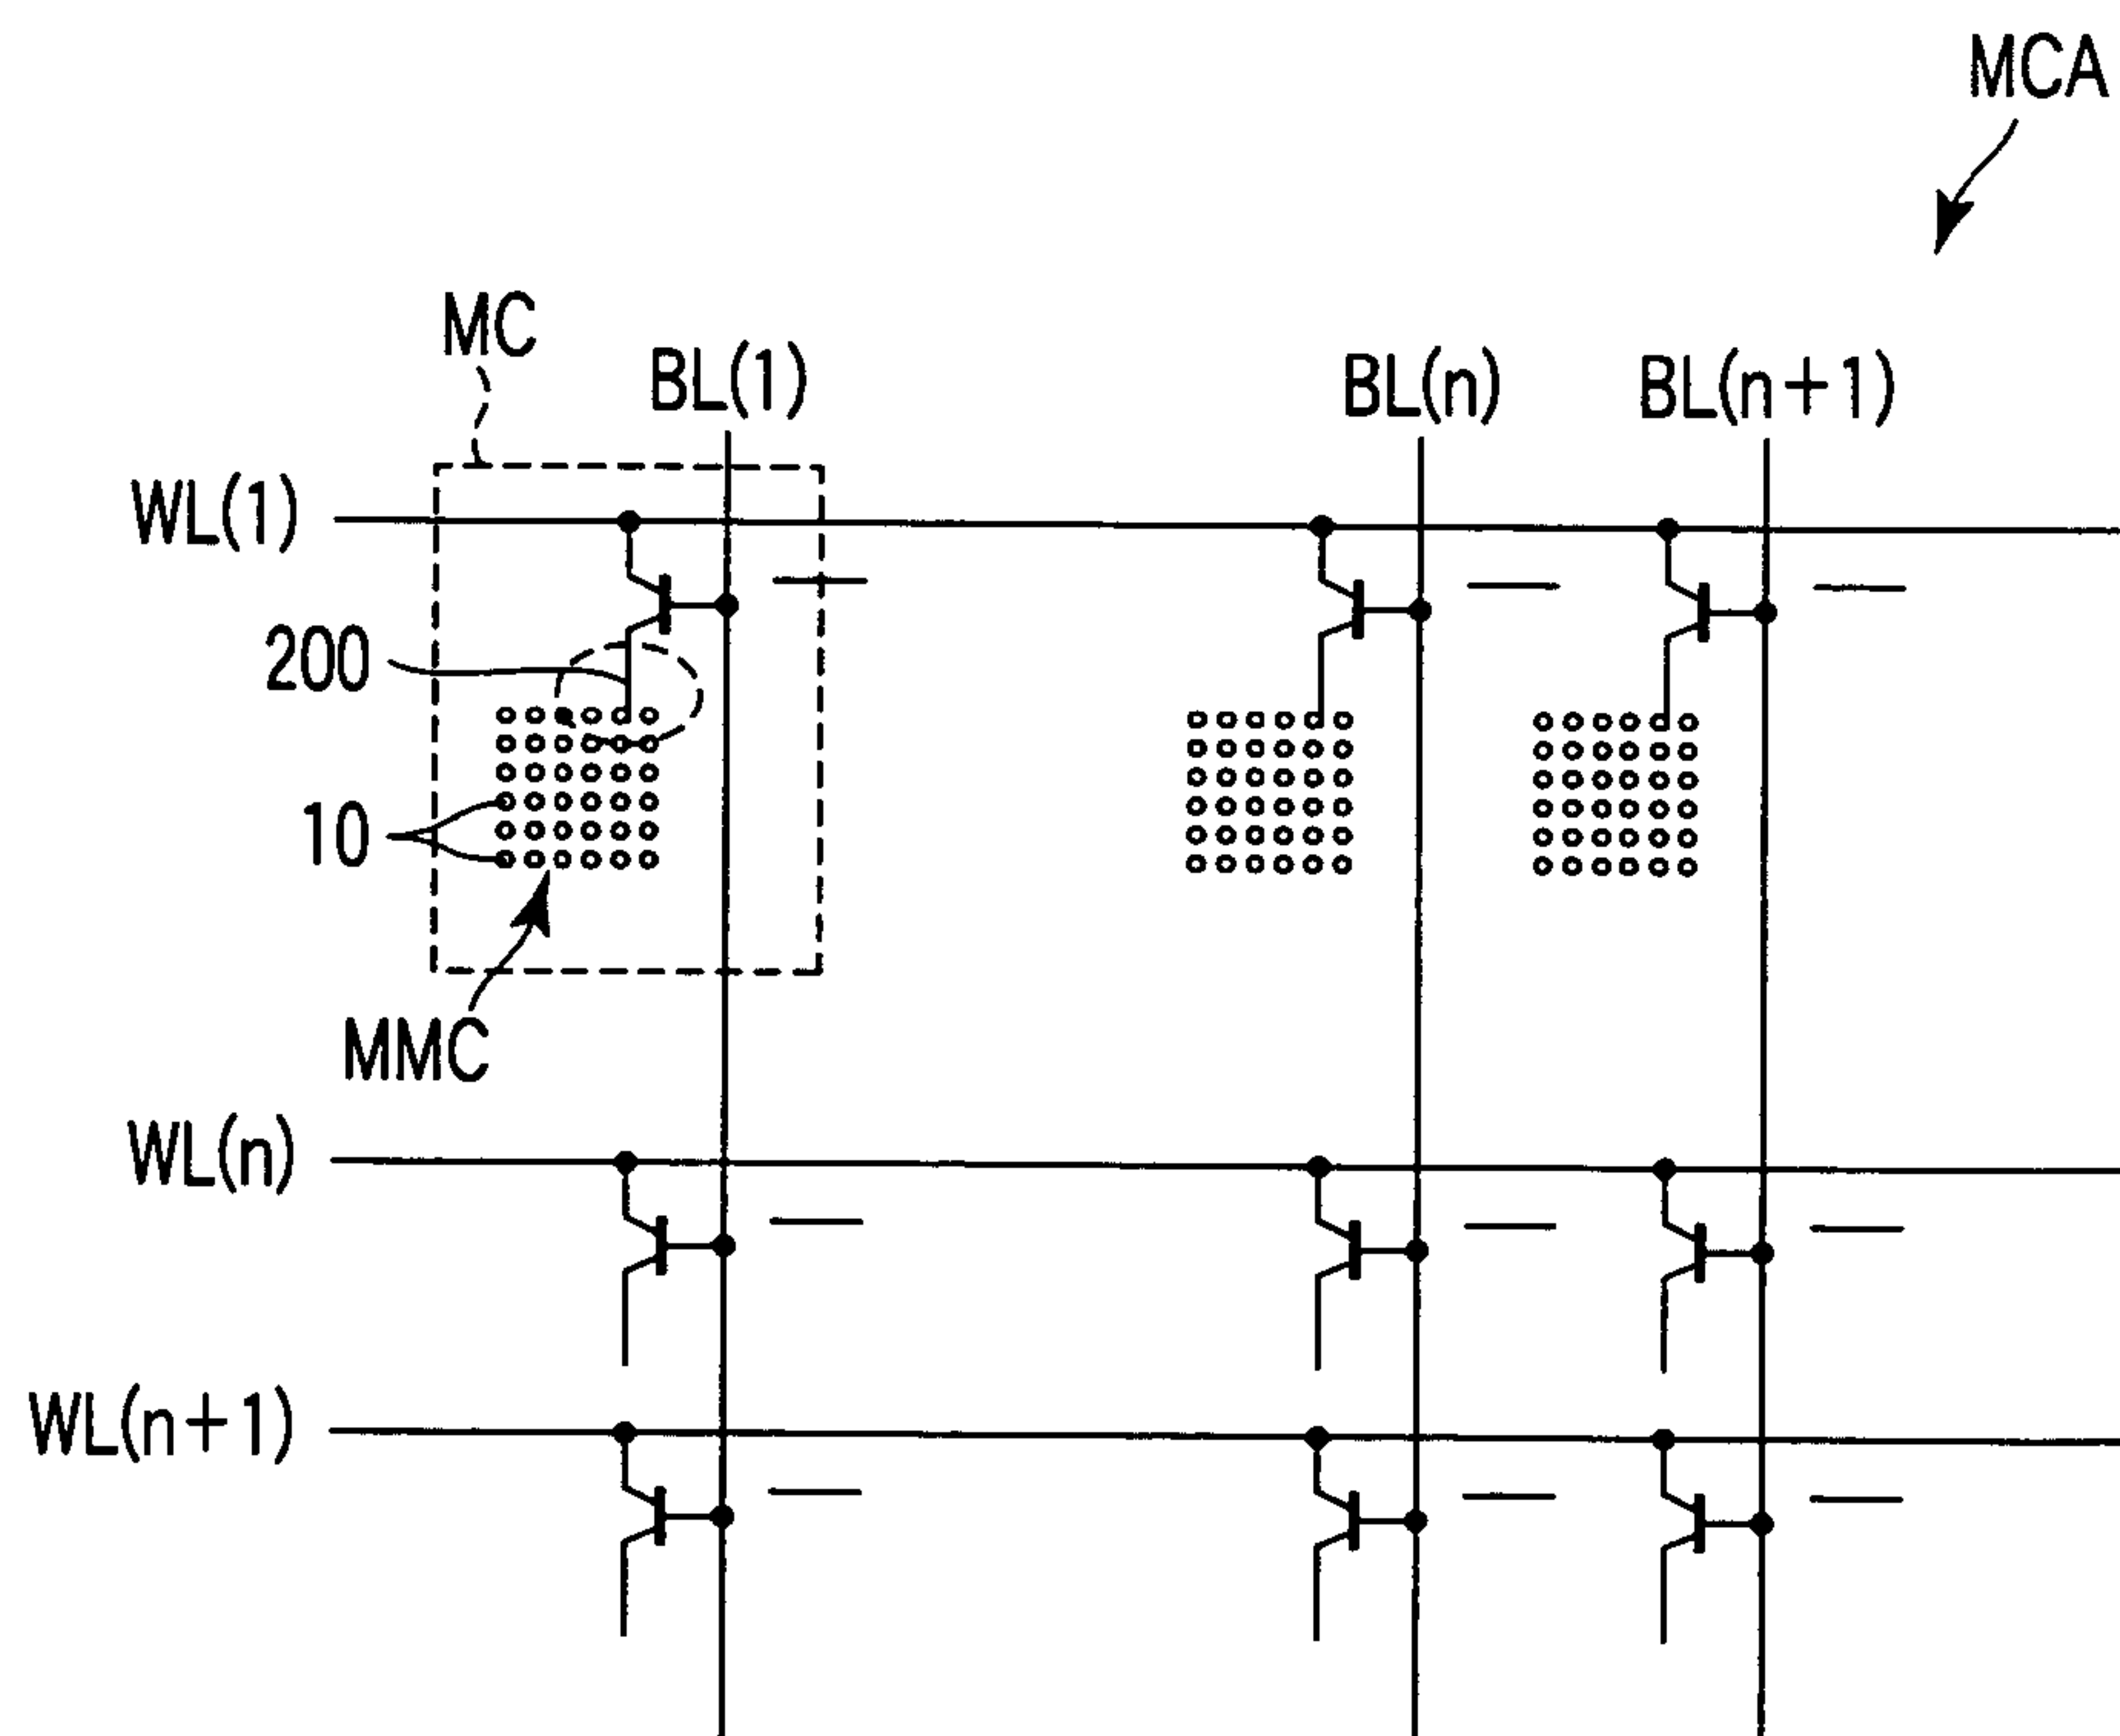 MCA
MC
BL(1)
BL(n)
BL(n+1)
WL(1)
200
10
MMC
WL(n)
WL(n+1)